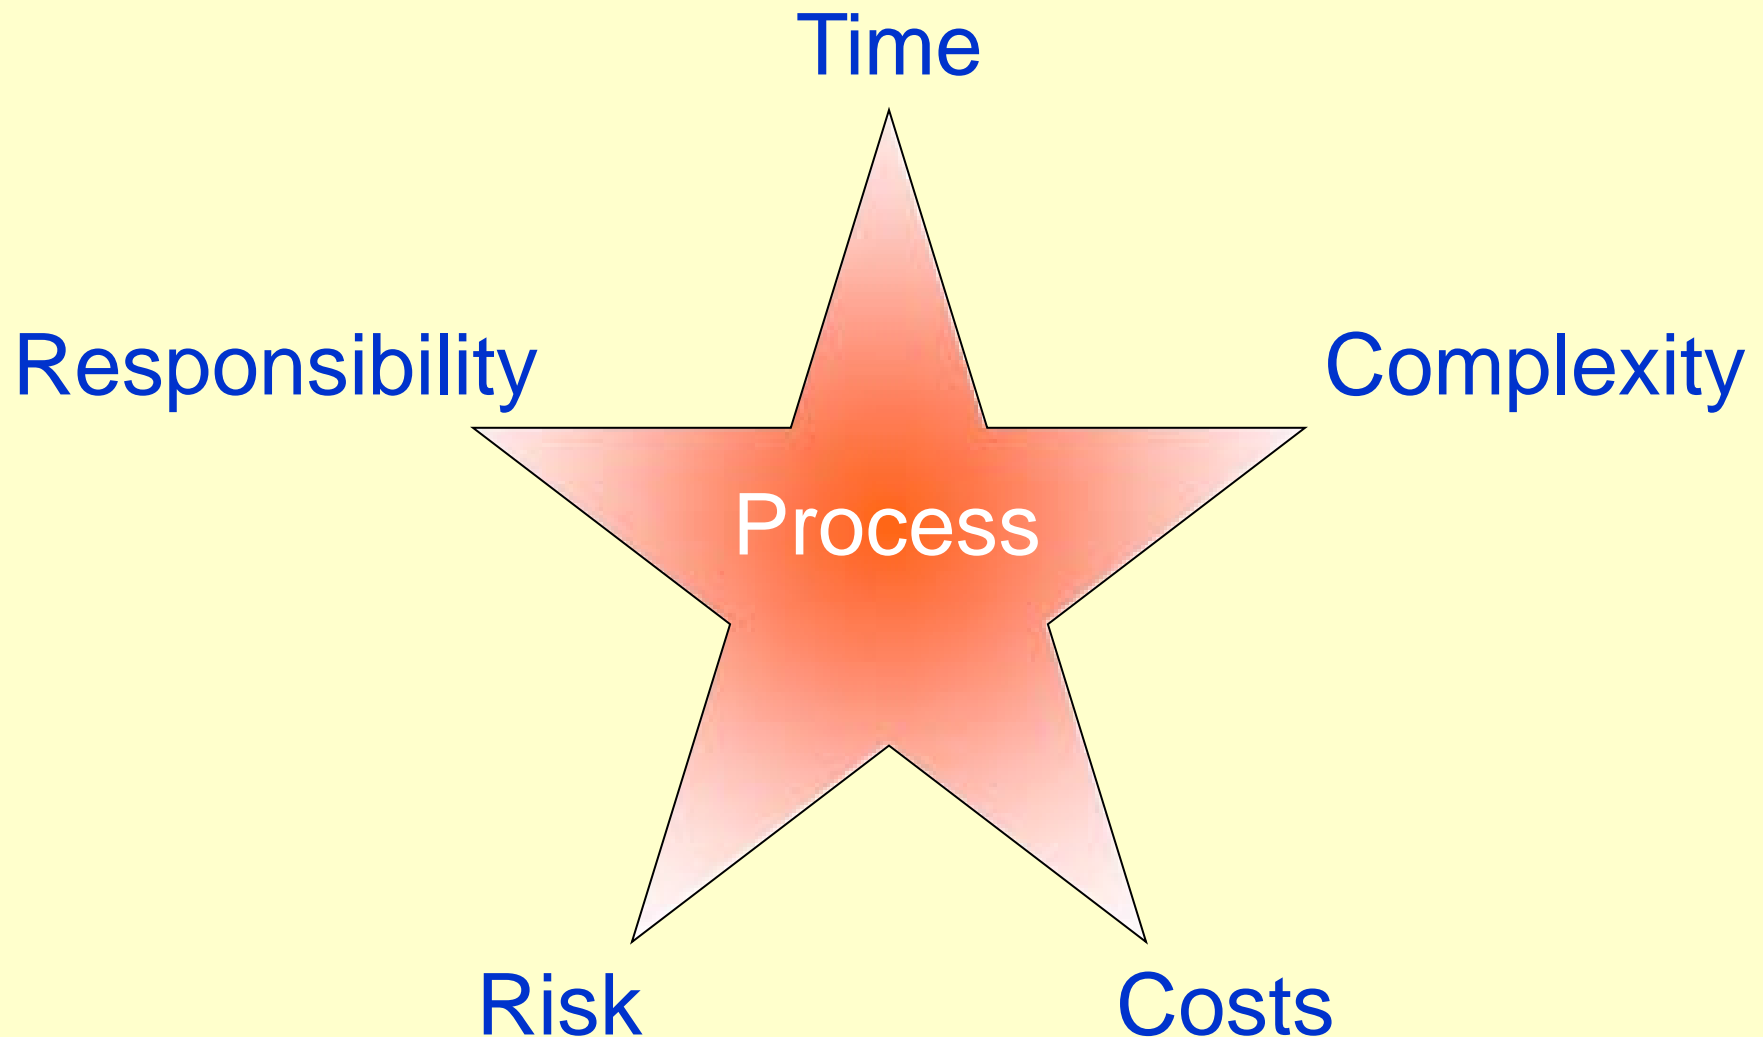 Time
Responsibility
Complexity
Process
Risk
Costs